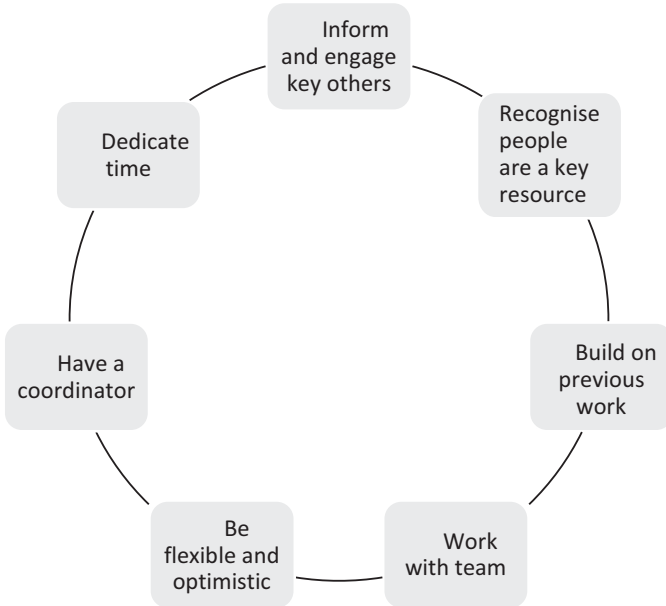 Inform
and engage
key others
Recognise
people
are a key
resource
Build on
previous
work
Work
with team
Be
flexible and
optimistic
Have a
coordinator
Dedicate
time